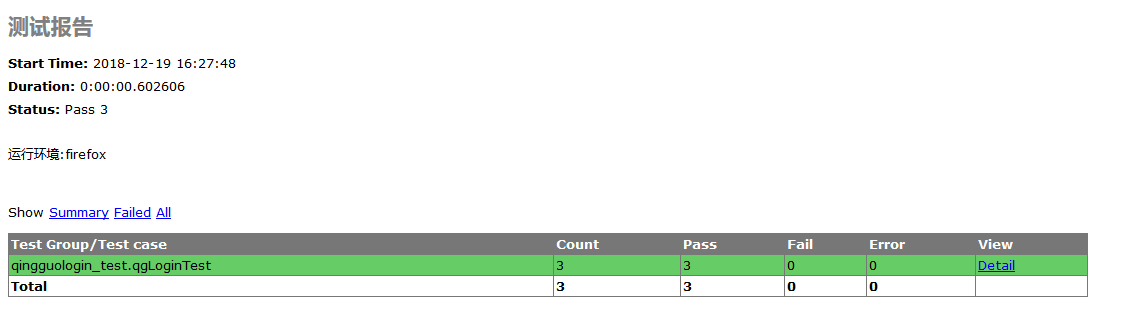 测试报告
Start Time: 2018-12-19 16:27:48
Duration: 0:00:00.602606
Status: Pass 3
运行环境:firefox
Show Summary Failed All
Test Group/Test case Count Pass Fail Error View
qingguologin_test.qgLoginTest 3 3 0 0 Detail
Total 3 3 0 0